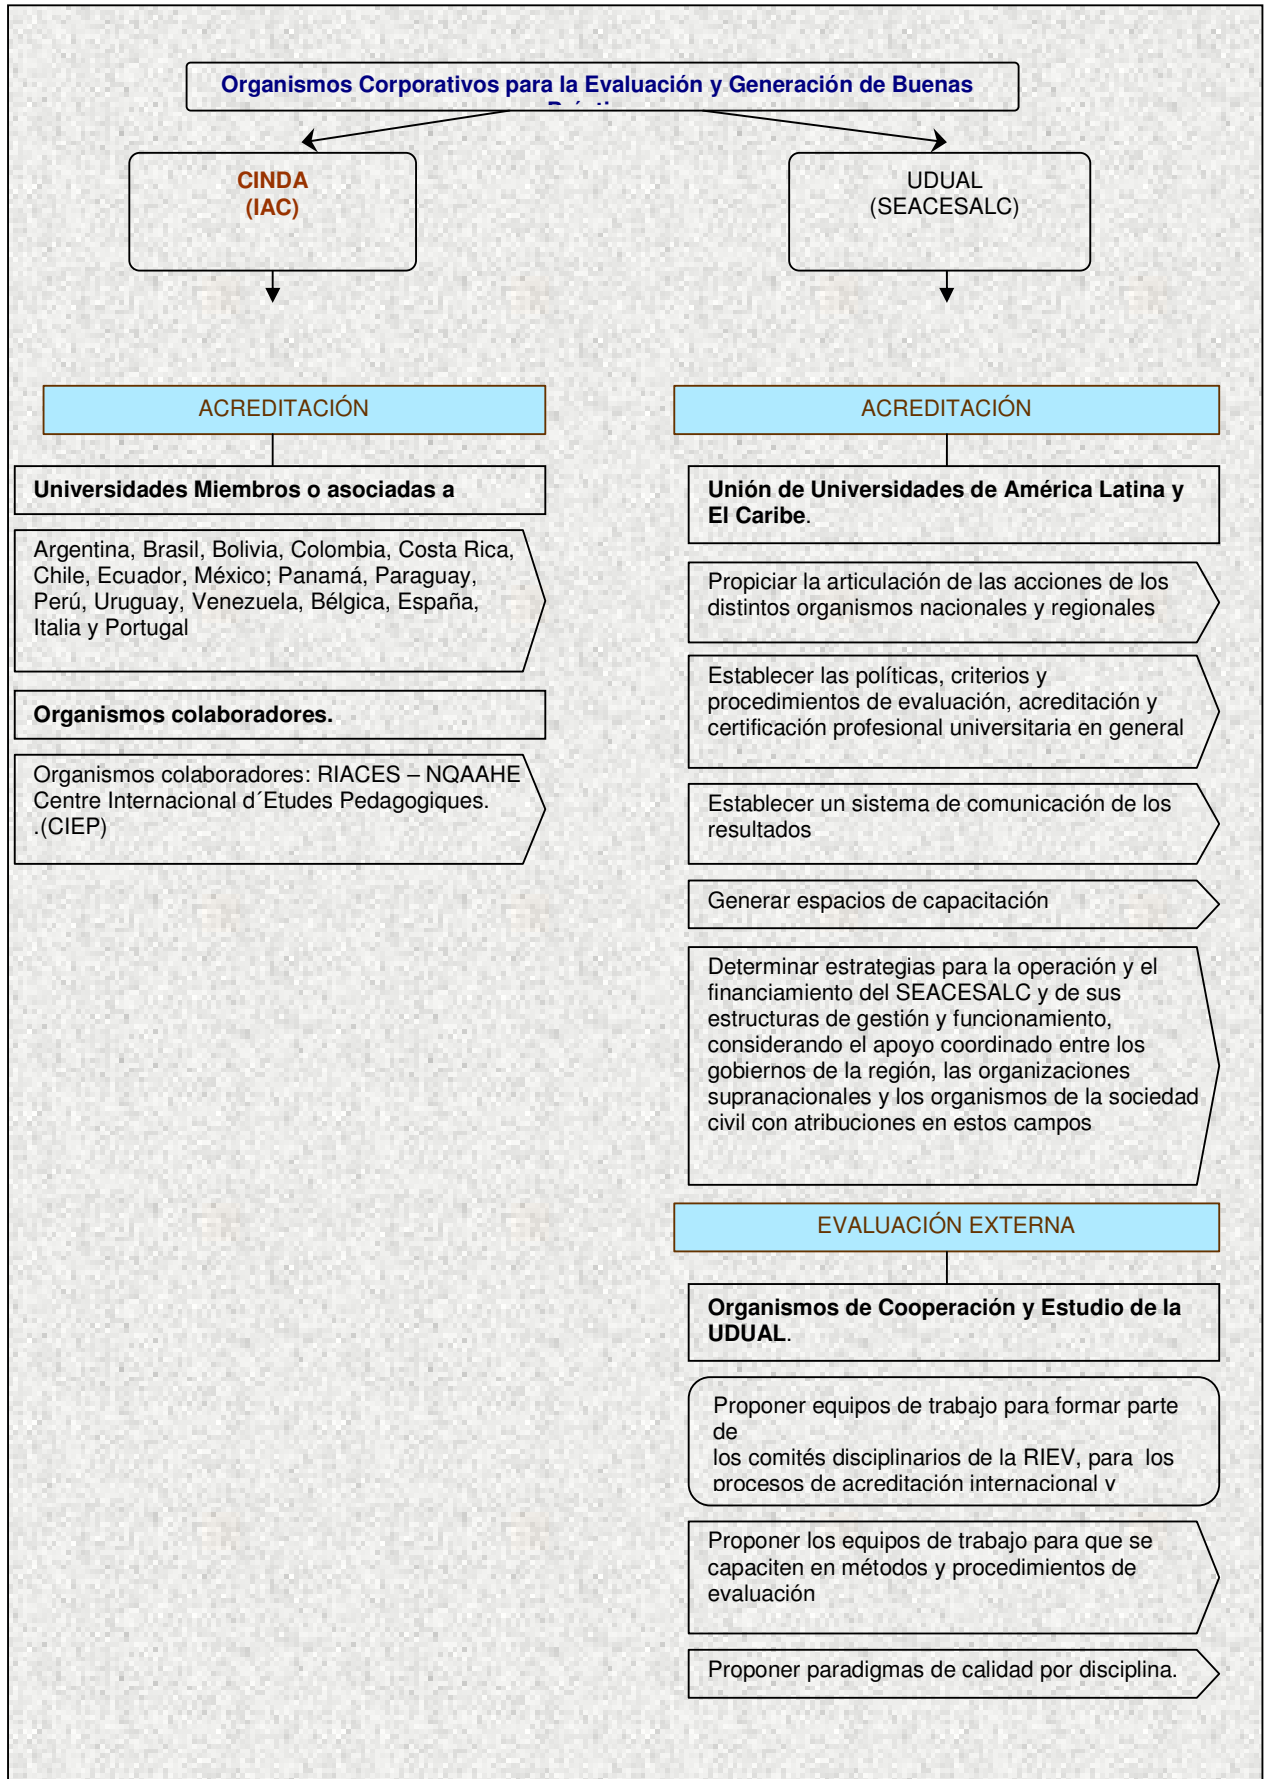 Organismos Corporativos para la Evaluación y Generación de Buenas
CINDA
(IAC)
UDUAL
(SEACESALC)
ACREDITACIÓN
Universidades Miembros o asociadas a
Argentina, Brasil, Bolivia, Colombia, Costa Rica,
Chile, Ecuador, México; Panamá, Paraguay,
Perú, Uruguay, Venezuela, Bélgica, España,
Italia y Portugal
Organismos colaboradores.
Organismos colaboradores: RIACES – NQAAHE
Centre Internacional d´Etudes Pedagogiques.
.(CIEP)
ACREDITACIÓN
Unión de Universidades de América Latina y
El Caribe.
Propiciar la articulación de las acciones de los
distintos organismos nacionales y regionales
Establecer las políticas, criterios y
procedimientos de evaluación, acreditación y
certificación profesional universitaria en general
Establecer un sistema de comunicación de los
resultados
Generar espacios de capacitación
Determinar estrategias para la operación y el
financiamiento del SEACESALC y de sus
estructuras de gestión y funcionamiento,
considerando el apoyo coordinado entre los
gobiernos de la región, las organizaciones
supranacionales y los organismos de la sociedad
civil con atribuciones en estos campos
EVALUACIÓN EXTERNA
Organismos de Cooperación y Estudio de la
UDUAL.
Proponer equipos de trabajo para formar parte
de
los comités disciplinarios de la RIEV, para los
procesos de acreditación internacional y
Proponer los equipos de trabajo para que se
capaciten en métodos y procedimientos de
evaluación
Proponer paradigmas de calidad por disciplina.